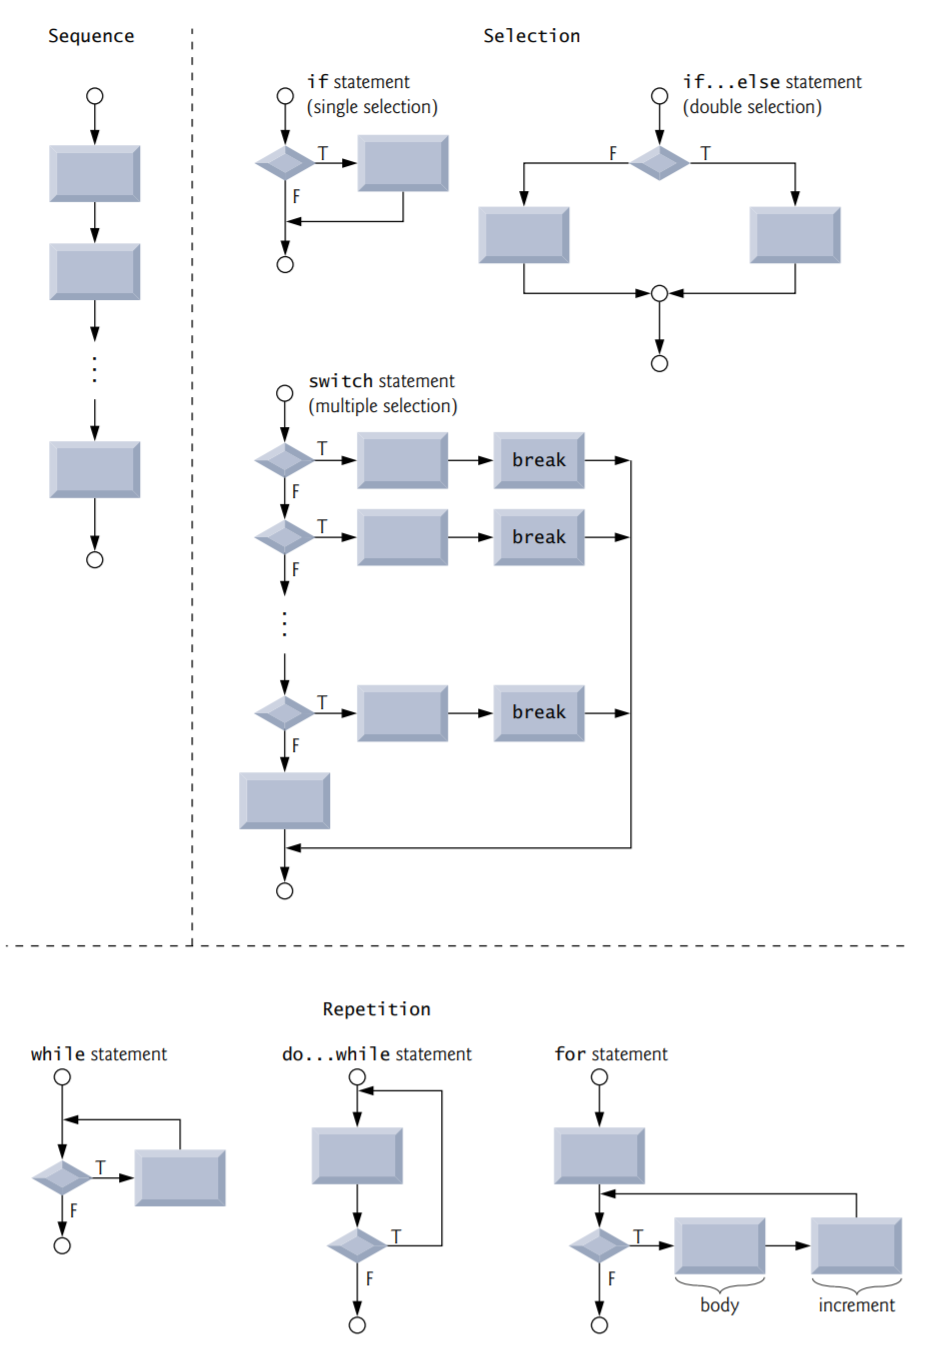 Sequence
Selection
if statement
(single selection)
T
F
if...else statement
(double selection)
F
T
switch statement
(multiple selection)
T
break
F
T
break
F
T
break
F
Repetition
while statement
T
F
do...while statement
T
F
for statement
T
F
body
increment